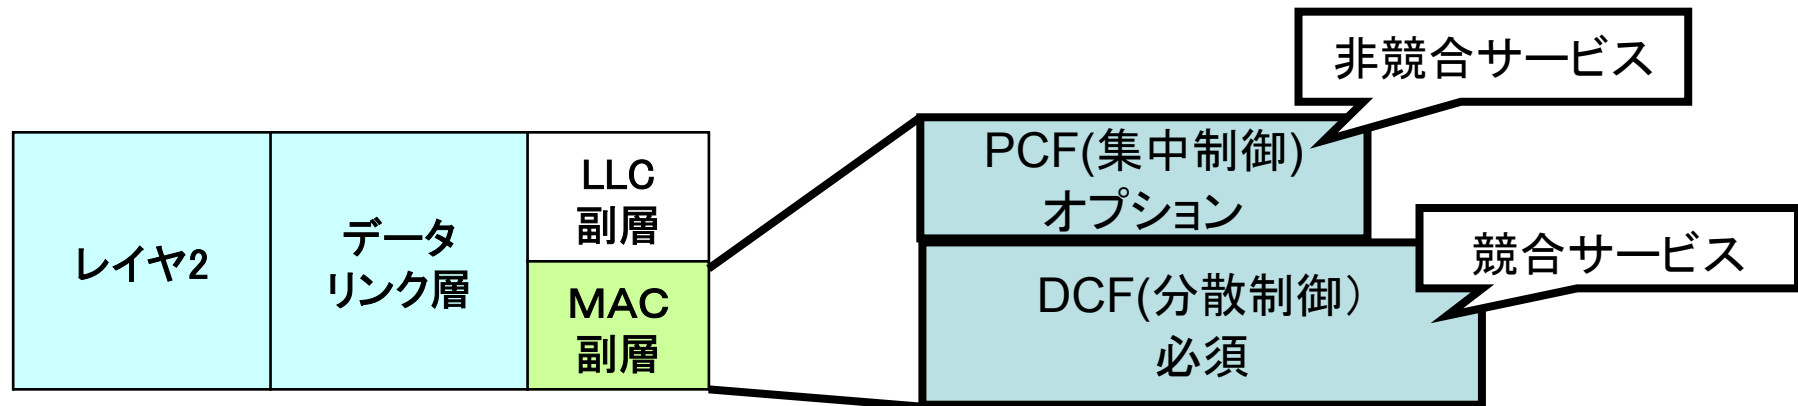 非競合サービス
PCF(集中制御)
オプション
LLC
副層
データ
リンク層
レイヤ2
MAC
副層
競合サービス
DCF(分散制御）
必須